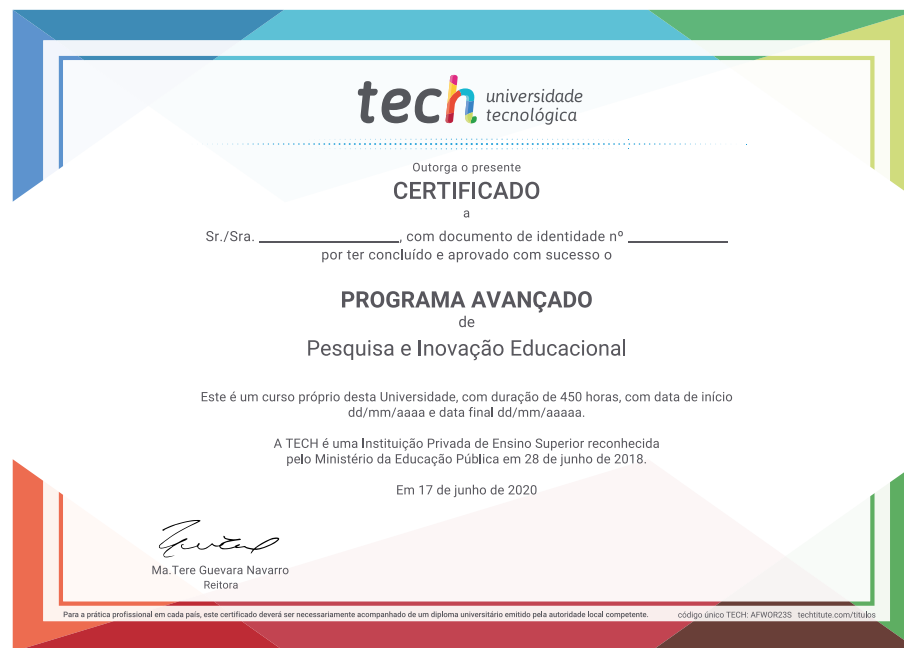 tech universidade
tecnológica
Outorga o presente
CERTIFICADO
a
Sr./Sra. ____________, com documento de identidade nº ____________
por ter concluído e aprovado com sucesso o
PROGRAMA AVANÇADO
de
Pesquisa e Inovação Educacional
Este é um curso próprio desta Universidade, com duração de 450 horas, com data de início
dd/mm/aaaa e data final dd/mm/aaaaa.
A TECH é uma Instituição Privada de Ensino Superior reconhecida
pelo Ministério da Educação Pública em 28 de junho de 2018.
Em 17 de junho de 2020
Ma.Tere Guevara Navarro
Reitora
Para a prática profissional em cada país, este certificado deverá ser necessariamente acompanhado de um diploma universitário emitido pela autoridade local competente. código único TECH: AFWOR23S techtitute.com/titulos